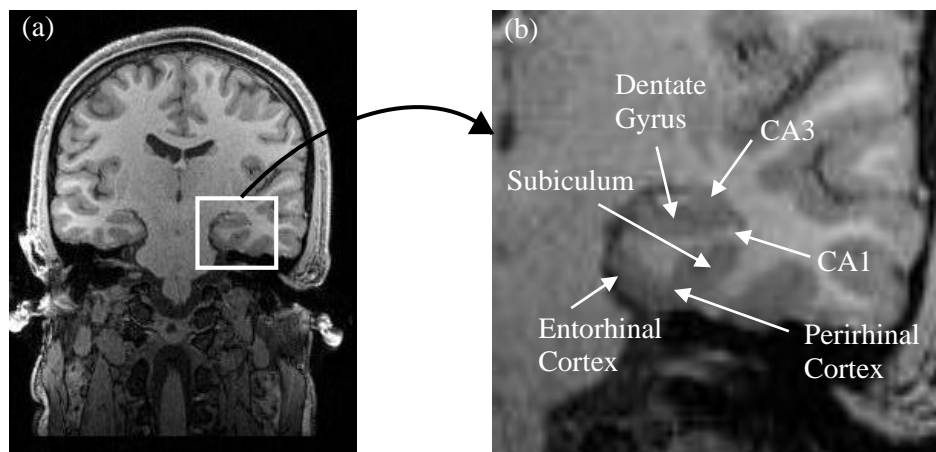 (a)
(b)
Dentate
Gyrus
CA3
Subiculum
CA1
Entorhinal
Cortex
Perirhinal
Cortex